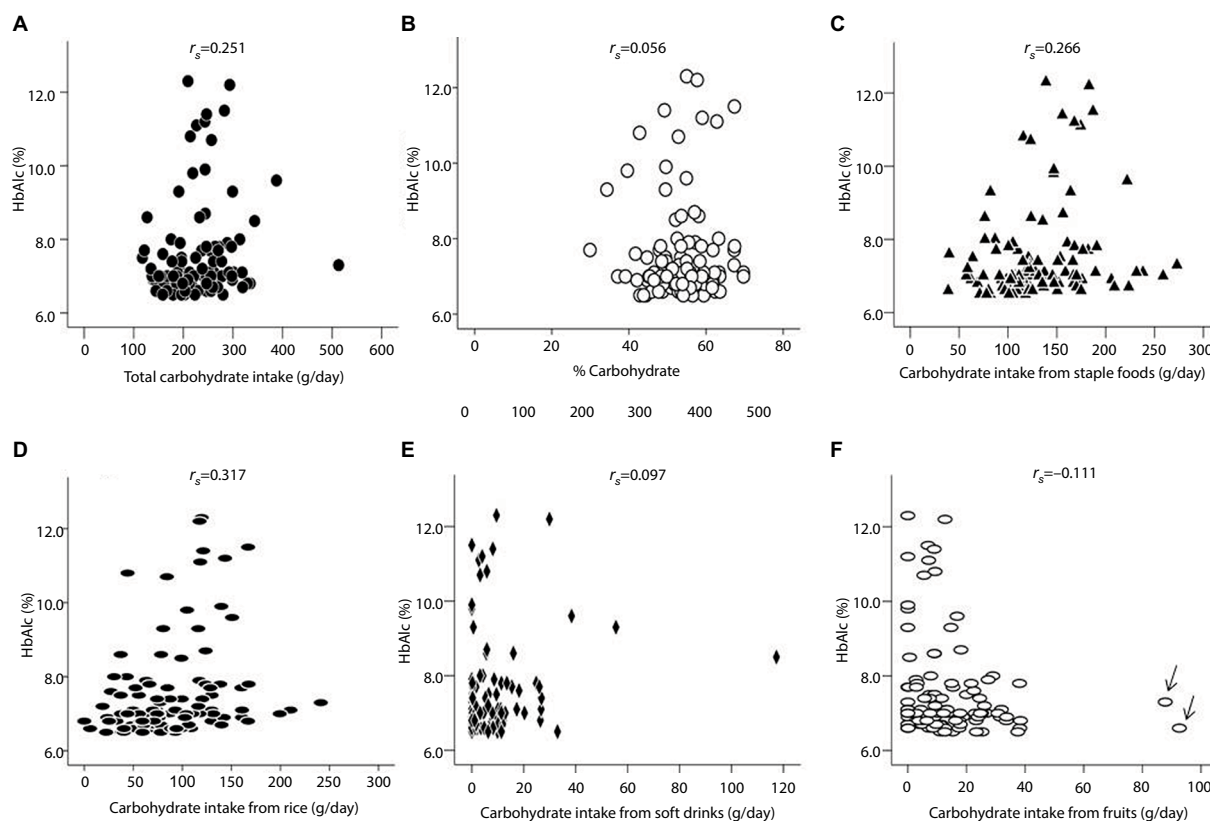 A
r_s=0.251
HbAlc (%)
12.0
10.0
8.0
6.0
0 100 200 300 400 500 600
Total carbohydrate intake (g/day)
B
r_s=0.056
HbAlc (%)
12.0
10.0
8.0
6.0
0 20 40 60 80
% Carbohydrate
C
r_s=0.266
HbAlc (%)
12.0
10.0
8.0
6.0
0 50 100 150 200 250 300
Carbohydrate intake from staple foods (g/day)
0 100 200 300 400 500
D
r_s=0.317
HbAlc (%)
12.0
10.0
8.0
6.0
0 50 100 150 200 250 300
Carbohydrate intake from rice (g/day)
E
r_s=0.097
HbAlc (%)
12.0
10.0
8.0
6.0
0 20 40 60 80 100 120
Carbohydrate intake from soft drinks (g/day)
F
r_s=–0.111
HbAlc (%)
12.0
10.0
8.0
6.0
0 20 40 60 80 100
Carbohydrate intake from fruits (g/day)